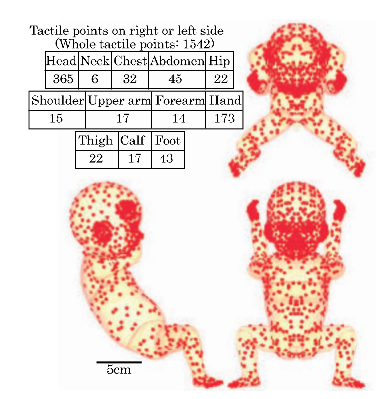 Tactile points on right or left side
(Whole tactile points: 1542)
Head Neck Chest Abdomen Hip
365 6 32 45 22
Shoulder Upper arm Forearm Hand
15 17 14 173
Thigh Calf Foot
22 17 43
5cm